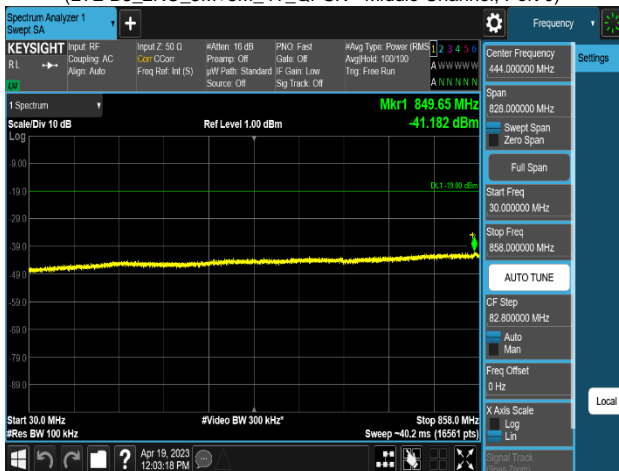 Spectrum Analyzer 1
Swept SA
+
Frequency
KEYSIGHT
RL
Input: RF
Coupling: AC
Align: Auto
Input Z: 50 Ω
Corr CCorr
Freq Ref: Int (S)
#Atten: 16 dB
Preamp: Off
µW Path: Standard
Source: Off
PNO: Fast
Gate: Off
IF Gain: Low
Sig Track: Off
#Avg Type: Power (RMS
Avg|Hold: 100/100
Trig: Free Run
1 2 3 4 5 6
A W W W W W
A N N N N N
1 Spectrum
Scale/Div 10 dB
Ref Level 1.00 dBm
Mkr1 849.65 MHz
-41.182 dBm
Log
-9.00
-19.0
DL1 -19.00 dBm
-29.0
-39.0
-49.0
-59.0
-69.0
-79.0
-89.0
1
Start 30.0 MHz
#Video BW 300 kHz*
Stop 858.0 MHz
#Res BW 100 kHz
Sweep ~40.2 ms (16561 pts)
?
Apr 19, 2023
12:03:18 PM
Center Frequency
444.000000 MHz
Settings
Span
828.000000 MHz
Swept Span
Zero Span
Full Span
Start Freq
30.000000 MHz
Stop Freq
858.000000 MHz
AUTO TUNE
CF Step
82.800000 MHz
Auto
Man
Freq Offset
0 Hz
X Axis Scale
Log
Lin
Local
Signal Track
(Span Zoom)